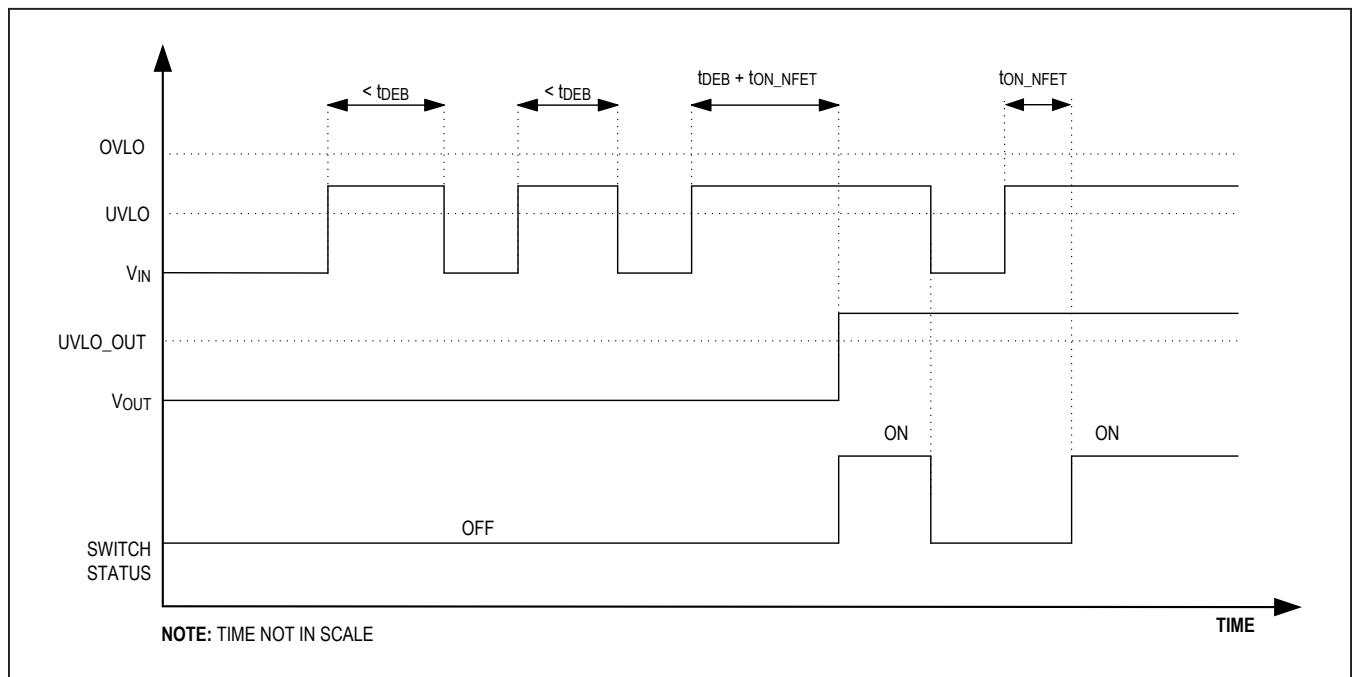 < tDEB
< tDEB
tDEB + tON_NFET
tON_NFET
OVLO
UVLO
VIN
UVLO_OUT
VOUT
ON
ON
OFF
SWITCH
STATUS
TIME
NOTE: TIME NOT IN SCALE